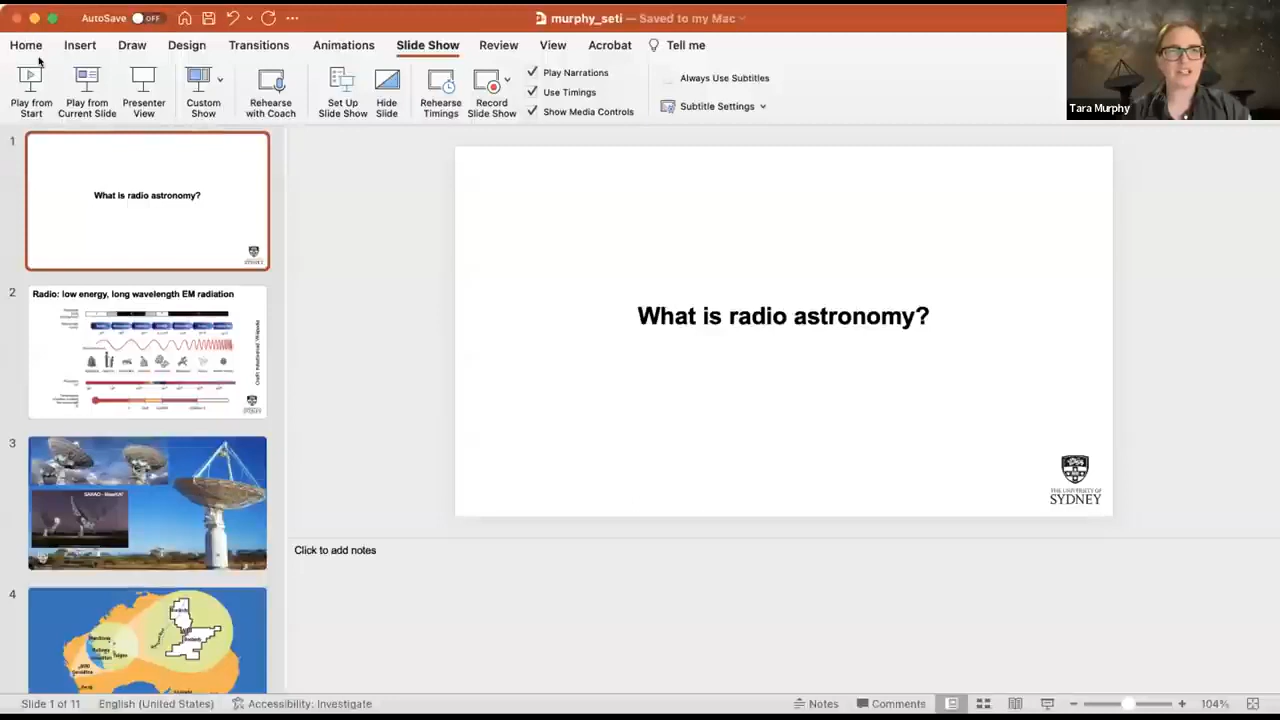 AutoSave OFF
murphy_seti — Saved to my Mac
Home Insert Draw Design Transitions Animations Slide Show Review View Acrobat Tell me
Play from Start
Play from Current Slide
Presenter View
Custom Show
Rehearse with Coach
Set Up Slide Show
Hide Slide
Rehearse Timings
Record Slide Show
Play Narrations
Use Timings
Show Media Controls
Always Use Subtitles
Subtitle Settings
Tara Murphy
1
What is radio astronomy?
2
Radio: low energy, long wavelength EM radiation
3
4
What is radio astronomy?
THE UNIVERSITY OF
SYDNEY
Click to add notes
Slide 1 of 11 English (United States) Accessibility: Investigate Notes Comments 104%